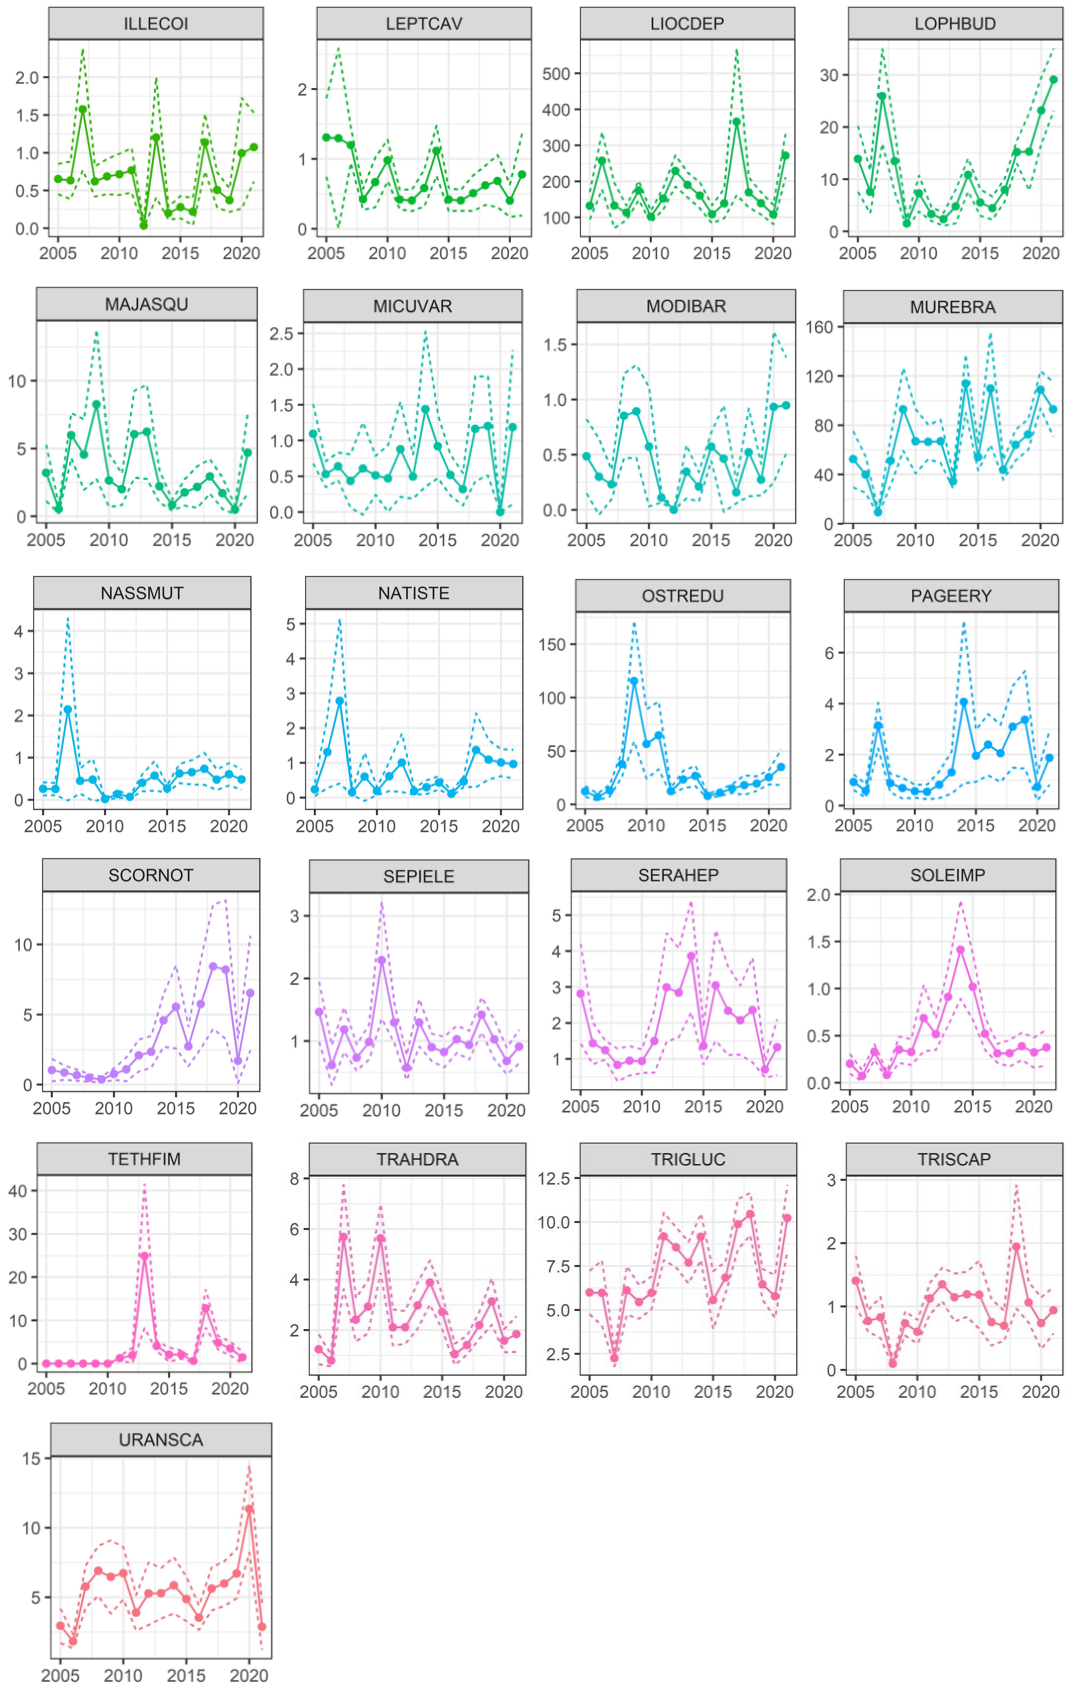 ILLECOI LEPTCAV LIOCDEP LOPHBUD
2.0 1.5 1.0 0.5 0.0
2 1 0
500 400 300 200 100
30 20 10 0
2005 2010 2015 2020 2005 2010 2015 2020 2005 2010 2015 2020 2005 2010 2015 2020
MAJASQU MICUVAR MODIBAR MUREBRA
10 5 0
2.5 2.0 1.5 1.0 0.5 0.0
1.5 1.0 0.5 0.0
160 120 80 40 0
2005 2010 2015 2020 2005 2010 2015 2020 2005 2010 2015 2020 2005 2010 2015 2020
NASSMUT NATISTE OSTREDU PAGEERY
4 3 2 1 0
5 4 3 2 1 0
150 100 50 0
6 4 2 0
2005 2010 2015 2020 2005 2010 2015 2020 2005 2010 2015 2020 2005 2010 2015 2020
SCORNOT SEPIELE SERAHEP SOLEIMP
10 5 0
3 2 1
5 4 3 2 1
2.0 1.5 1.0 0.5 0.0
2005 2010 2015 2020 2005 2010 2015 2020 2005 2010 2015 2020 2005 2010 2015 2020
TETHFIM TRAHDRA TRIGLUC TRISCAP
40 30 20 10 0
8 6 4 2
12.5 10.0 7.5 5.0 2.5
3 2 1 0
2005 2010 2015 2020 2005 2010 2015 2020 2005 2010 2015 2020 2005 2010 2015 2020
URANSCA
15 10 5
2005 2010 2015 2020